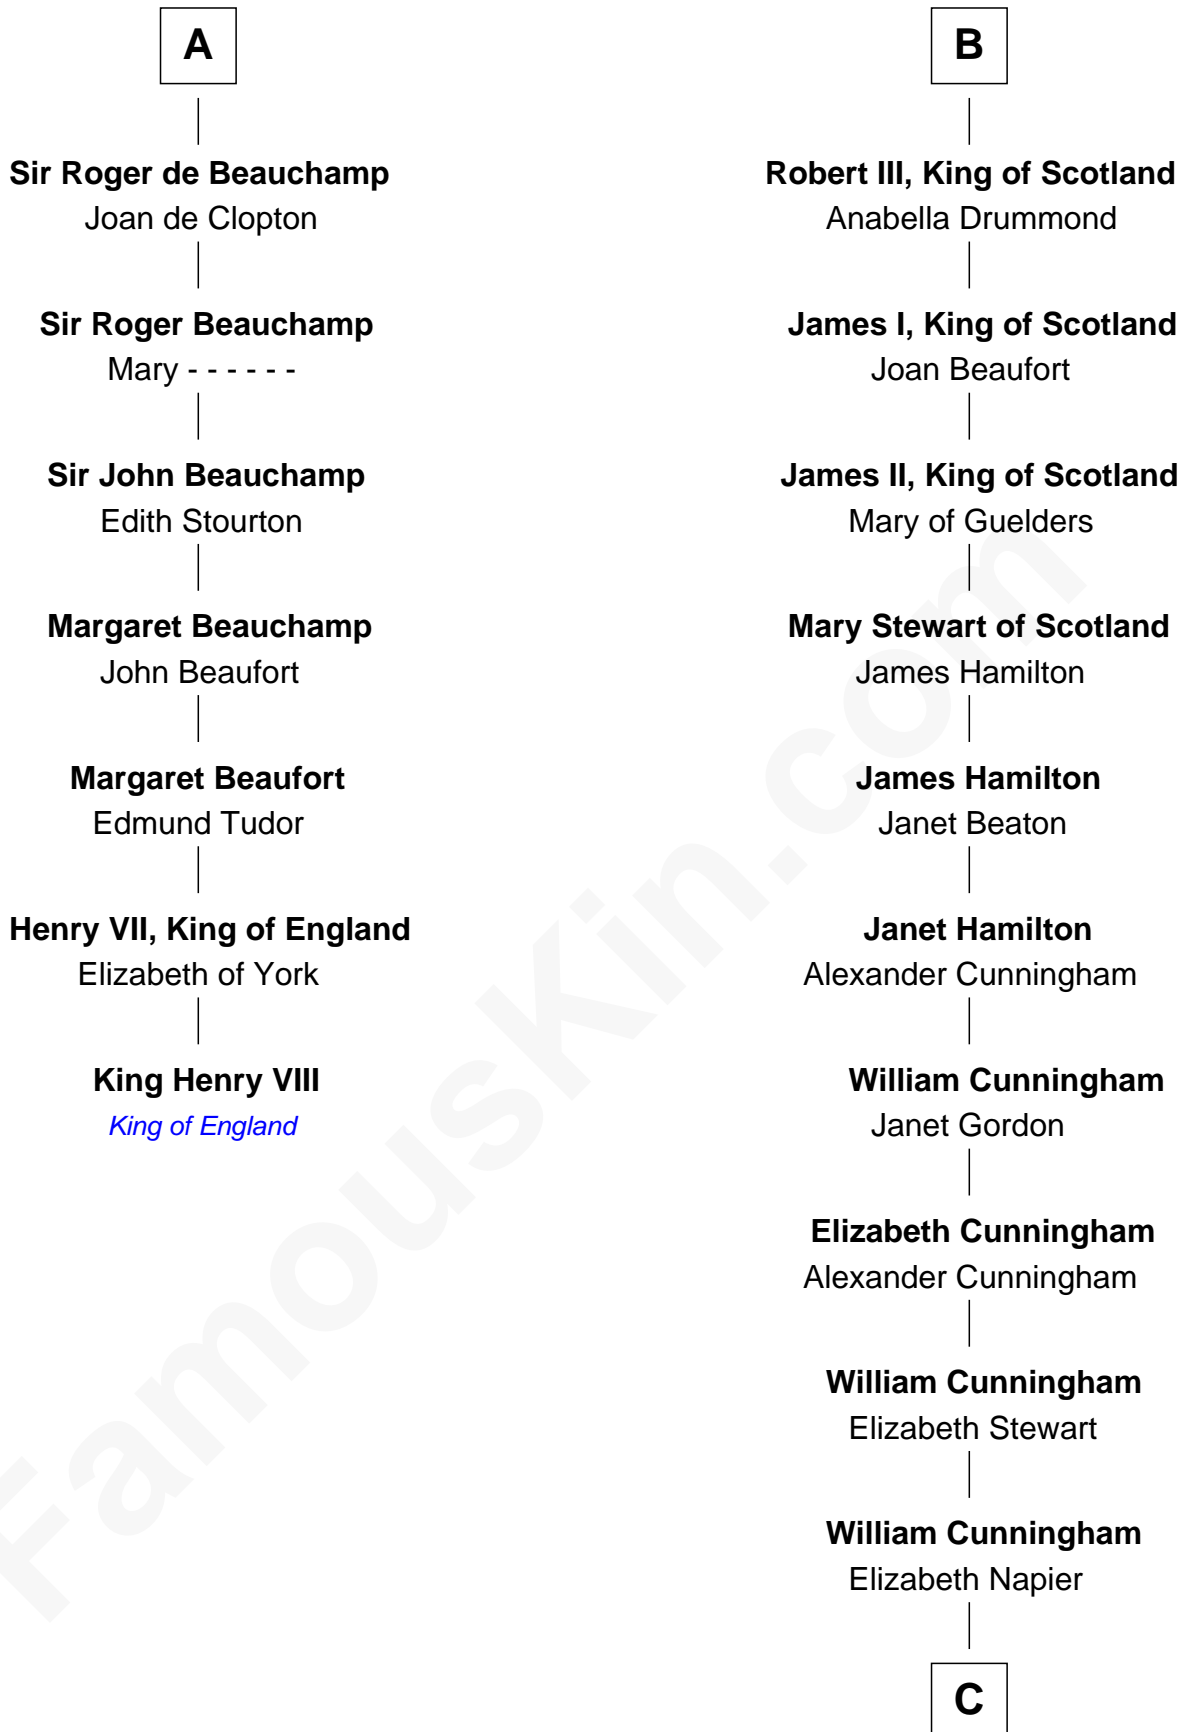 A
Sir Roger de Beauchamp
Joan de Clopton
Sir Roger Beauchamp
Mary - - - - - -
Sir John Beauchamp
Edith Stourton
Margaret Beauchamp
John Beaufort
Margaret Beaufort
Edmund Tudor
Henry VII, King of England
Elizabeth of York
King Henry VIII
King of England
B
Robert III, King of Scotland
Anabella Drummond
James I, King of Scotland
Joan Beaufort
James II, King of Scotland
Mary of Guelders
Mary Stewart of Scotland
James Hamilton
James Hamilton
Janet Beaton
Janet Hamilton
Alexander Cunningham
William Cunningham
Janet Gordon
Elizabeth Cunningham
Alexander Cunningham
William Cunningham
Elizabeth Stewart
William Cunningham
Elizabeth Napier
C
FamousKin.com